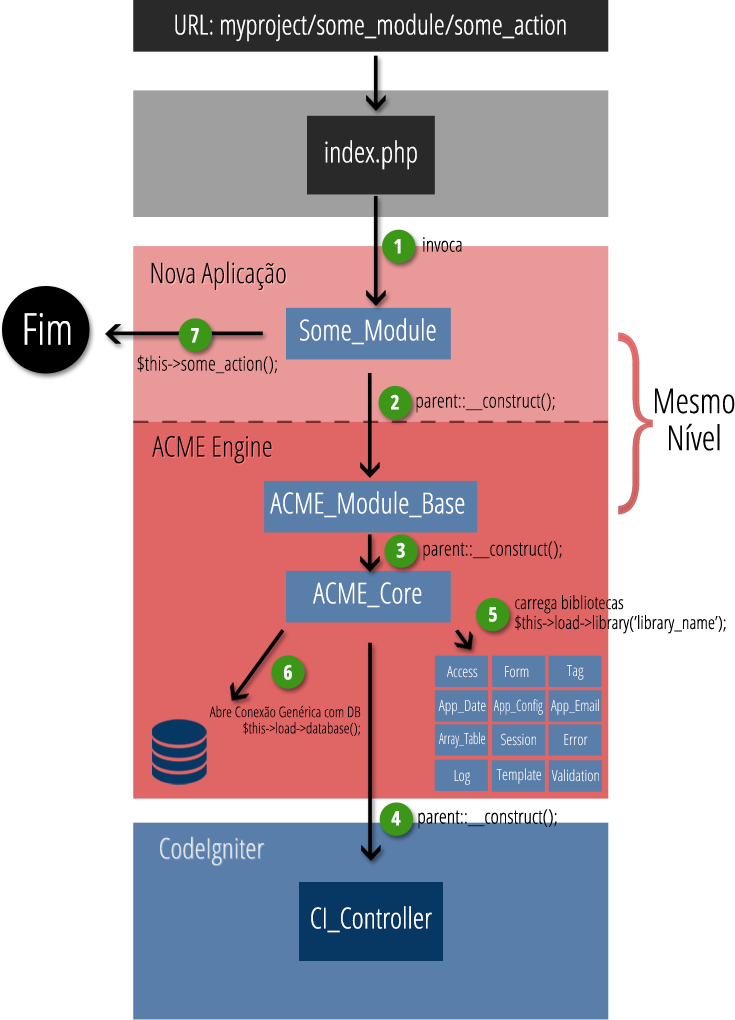 URL: myproject/some_module/some_action
index.php
1 invoca
Nova Aplicação
Some_Module
Fim
7
$this->some_action();
2 parent::__construct();
Mesmo
Nível
ACME Engine
ACME_Module_Base
3 parent::__construct();
ACME_Core
5 carrega bibliotecas
$this->load->library('library_name');
6
Abre Conexão Genérica com DB
$this->load->database();
Access Form Tag
App_Date App_Config App_Email
Array_Table Session Error
Log Template Validation
4 parent::__construct();
CodeIgniter
CI_Controller